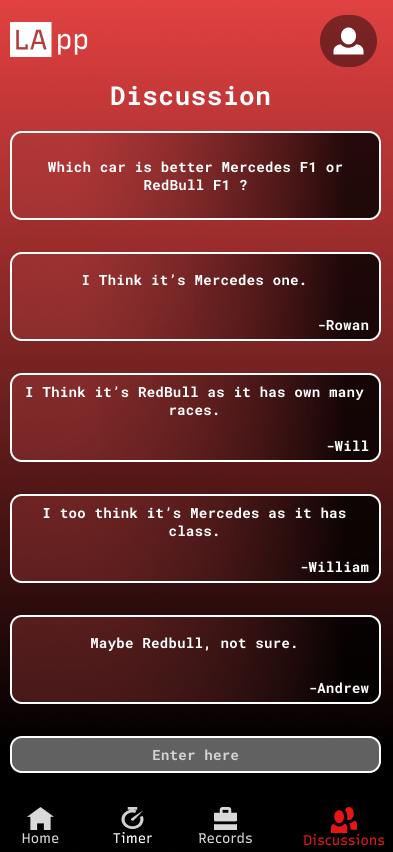 LApp
Discussion
Which car is better Mercedes F1 or
RedBull F1 ?
I Think it’s Mercedes one.
-Rowan
I Think it’s RedBull as it has own many
races.
-Will
I too think it’s Mercedes as it has
class.
-William
Maybe Redbull, not sure.
-Andrew
Enter here
Home Timer Records Discussions